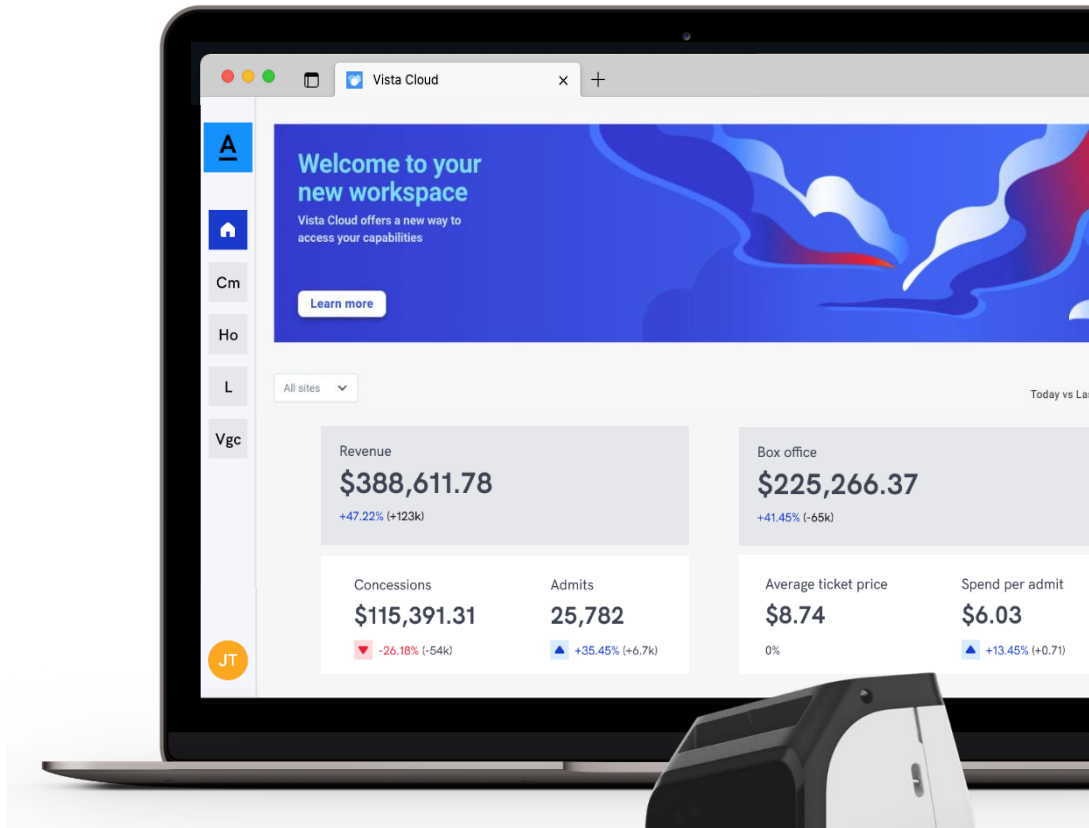 Vista Cloud
A
Welcome to your
new workspace
Vista Cloud offers a new way to
access your capabilities
Learn more
Cm
Ho
L
Vgc
JT
All sites
Today vs Las
Revenue
$388,611.78
+47.22% (+123k)
Box office
$225,266.37
+41.45% (-65k)
Concessions
$115,391.31
-26.18% (-54k)
Admits
25,782
+35.45% (+6.7k)
Average ticket price
$8.74
0%
Spend per admit
$6.03
+13.45% (+0.71)